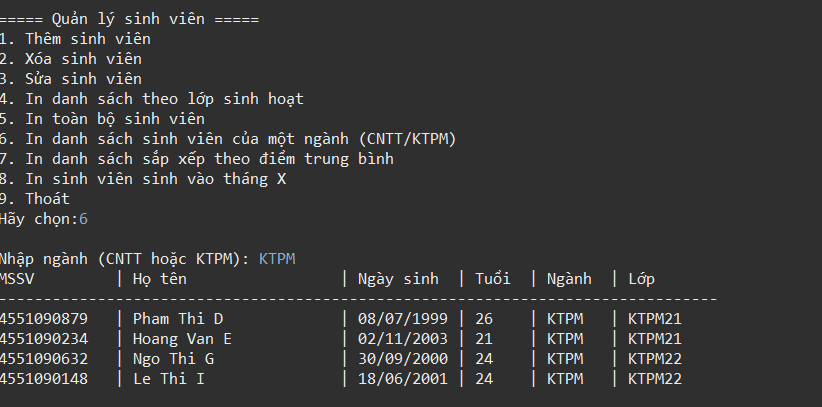 ===== Quản lý sinh viên =====
1. Thêm sinh viên
2. Xóa sinh viên
3. Sửa sinh viên
4. In danh sách theo lớp sinh hoạt
5. In toàn bộ sinh viên
6. In danh sách sinh viên của một ngành (CNTT/KTPM)
7. In danh sách sắp xếp theo điểm trung bình
8. In sinh viên sinh vào tháng X
9. Thoát
Hãy chọn:6
Nhập ngành (CNTT hoặc KTPM): KTPM
MSSV | Họ tên | Ngày sinh | Tuổi | Ngành | Lớp
--------------------------------------------------------------------------------
4551090879 | Pham Thi D | 08/07/1999 | 26 | KTPM | KTPM21
4551090234 | Hoang Van E | 02/11/2003 | 21 | KTPM | KTPM21
4551090632 | Ngo Thi G | 30/09/2000 | 24 | KTPM | KTPM22
4551090148 | Le Thi I | 18/06/2001 | 24 | KTPM | KTPM22